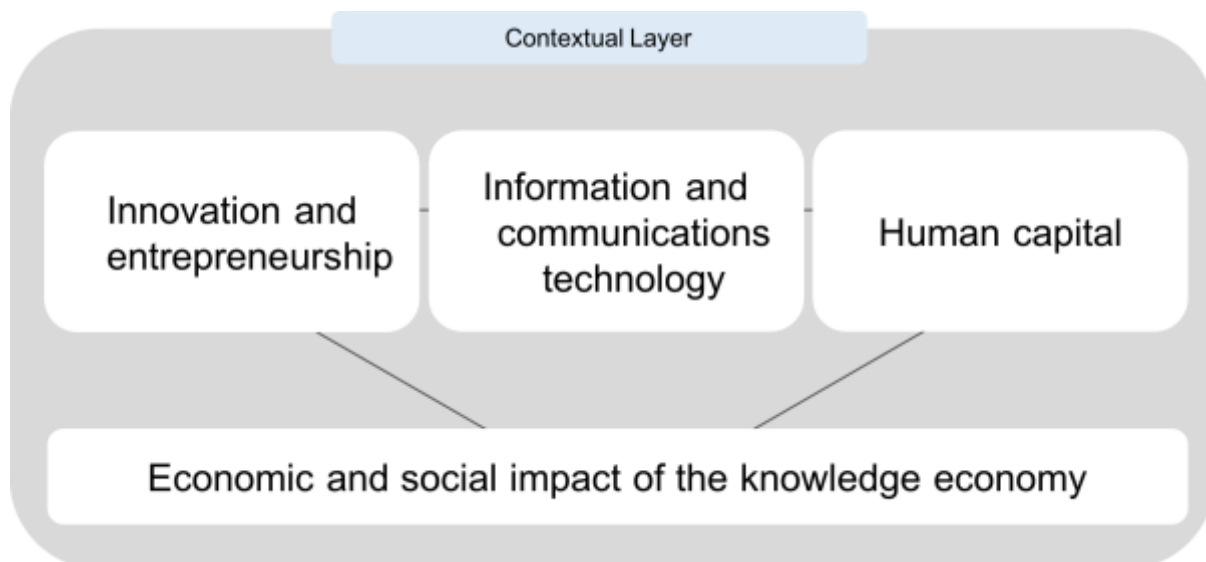 Contextual Layer
Innovation and
entrepreneurship
Information and
communications
technology
Human capital
Economic and social impact of the knowledge economy